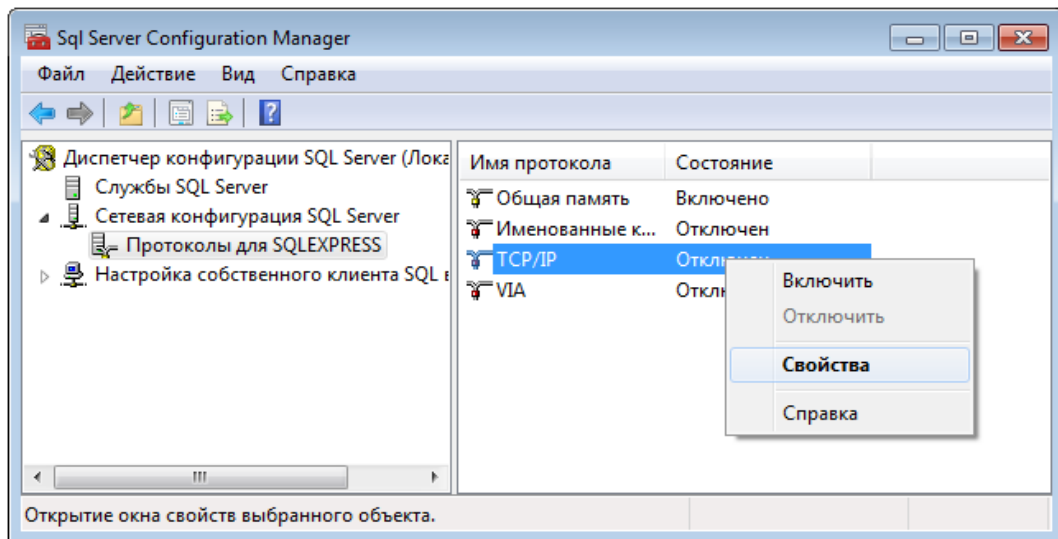 Sql Server Configuration Manager
Файл Действие Вид Справка
Диспетчер конфигурации SQL Server (Лока
Службы SQL Server
Сетевая конфигурация SQL Server
Протоколы для SQLEXPRESS
Настройка собственного клиента SQL в
Имя протокола Состояние
Общая память Включено
Именованные к... Отключен
TCP/IP
VIA
Включить
Отключить
Свойства
Справка
Открытие окна свойств выбранного объекта.